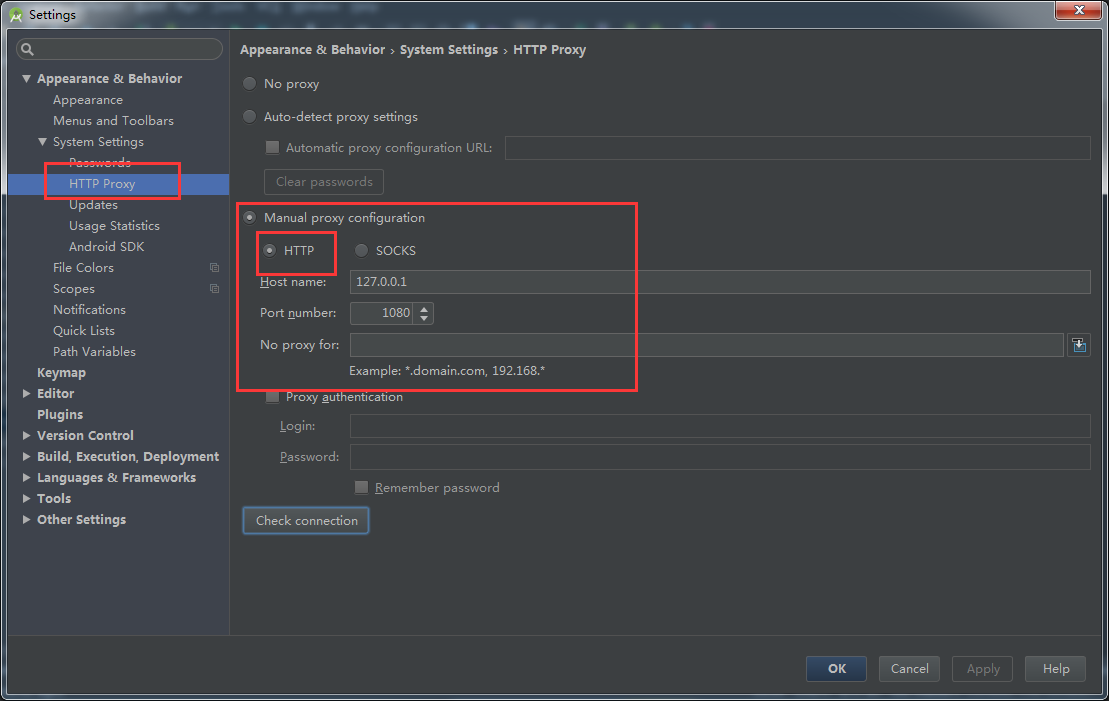 Settings
Appearance & Behavior › System Settings › HTTP Proxy
Appearance & Behavior
Appearance
Menus and Toolbars
System Settings
Passwords
HTTP Proxy
Updates
Usage Statistics
Android SDK
File Colors
Scopes
Notifications
Quick Lists
Path Variables
Keymap
Editor
Plugins
Version Control
Build, Execution, Deployment
Languages & Frameworks
Tools
Other Settings
No proxy
Auto-detect proxy settings
Automatic proxy configuration URL:
Clear passwords
Manual proxy configuration
HTTP SOCKS
Host name: 127.0.0.1
Port number: 1080
No proxy for:
Example: *.domain.com, 192.168.*
Proxy authentication
Login:
Password:
Remember password
Check connection
OK Cancel Apply Help